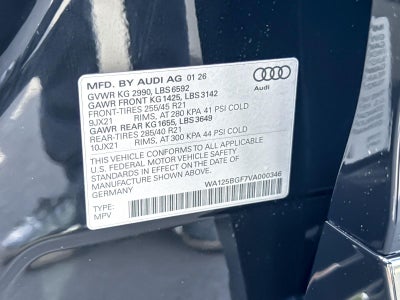 MFD. BY AUDI AG 01 26
GVWR KG 2990, LBS 6592
GAWR FRONT KG 1425, LBS 3142
FRONT-TIRES 255/45 R21
9JX21 RIMS, AT 280 KPA 41 PSI COLD
GAWR REAR KG 1655, LBS 3649
REAR-TIRES 285/40 R21
10JX21 RIMS, AT 300 KPA 44 PSI COLD
THIS VEHICLE CONFORMS TO ALL APPLICABLE
U.S. FEDERAL MOTOR VEHICLE SAFETY STANDARDS
IN EFFECT ON THE DATE OF
MANUFACTURE SHOWN ABOVE.
GERMANY
WA125BGF7VA000346
TYPE:
MPV
Audi